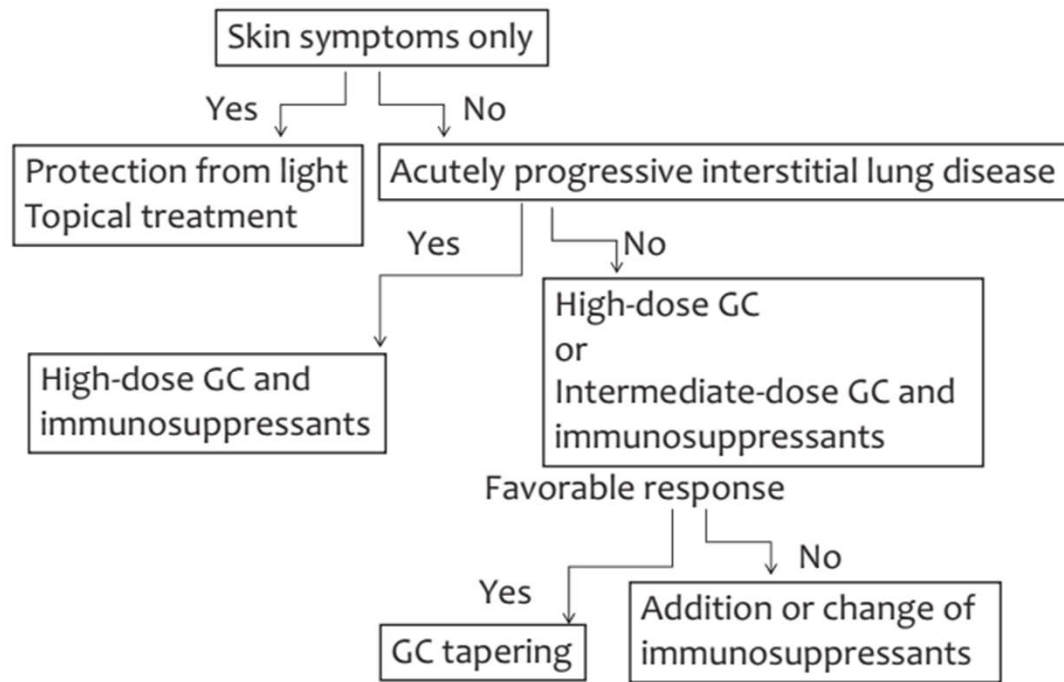 Skin symptoms only
Yes
No
Protection from light
Topical treatment
Acutely progressive interstitial lung disease
Yes
No
High-dose GC and
immunosuppressants
High-dose GC
or
Intermediate-dose GC and
immunosuppressants
Favorable response
Yes
No
GC tapering
Addition or change of
immunosuppressants